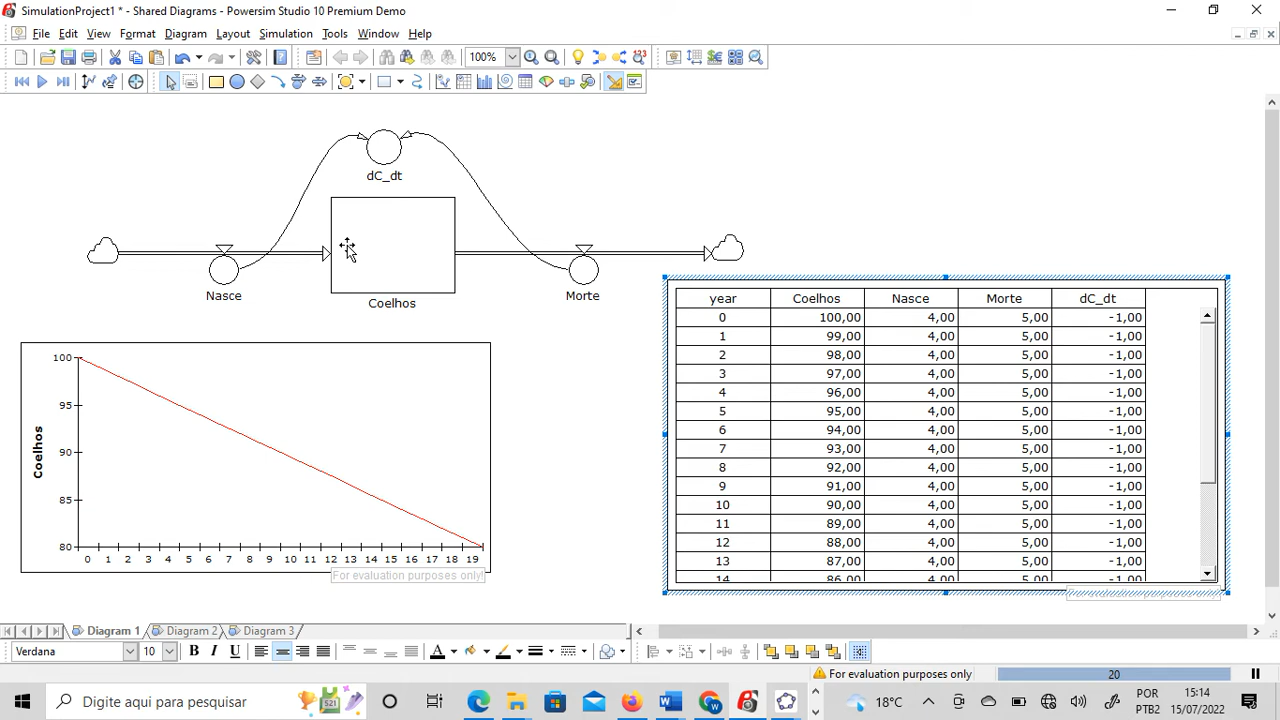 SimulationProject1 * - Shared Diagrams - Powersim Studio 10 Premium Demo
File Edit View Format Diagram Layout Simulation Tools Window Help
100%
dC_dt
Nasce
Coelhos
Morte
year Coelhos Nasce Morte dC_dt
0 100,00 4,00 5,00 -1,00
1 99,00 4,00 5,00 -1,00
2 98,00 4,00 5,00 -1,00
3 97,00 4,00 5,00 -1,00
4 96,00 4,00 5,00 -1,00
5 95,00 4,00 5,00 -1,00
6 94,00 4,00 5,00 -1,00
7 93,00 4,00 5,00 -1,00
8 92,00 4,00 5,00 -1,00
9 91,00 4,00 5,00 -1,00
10 90,00 4,00 5,00 -1,00
11 89,00 4,00 5,00 -1,00
12 88,00 4,00 5,00 -1,00
13 87,00 4,00 5,00 -1,00
14 86,00 4,00 5,00 -1,00
Coelhos
100
95
90
85
80
0 1 2 3 4 5 6 7 8 9 10 11 12 13 14 15 16 17 18 19
For evaluation purposes only!
Diagram 1 Diagram 2 Diagram 3
Verdana 10 B I U A
For evaluation purposes only 20
Digite aqui para pesquisar
521
18°C
POR
PTB2
15:14
15/07/2022